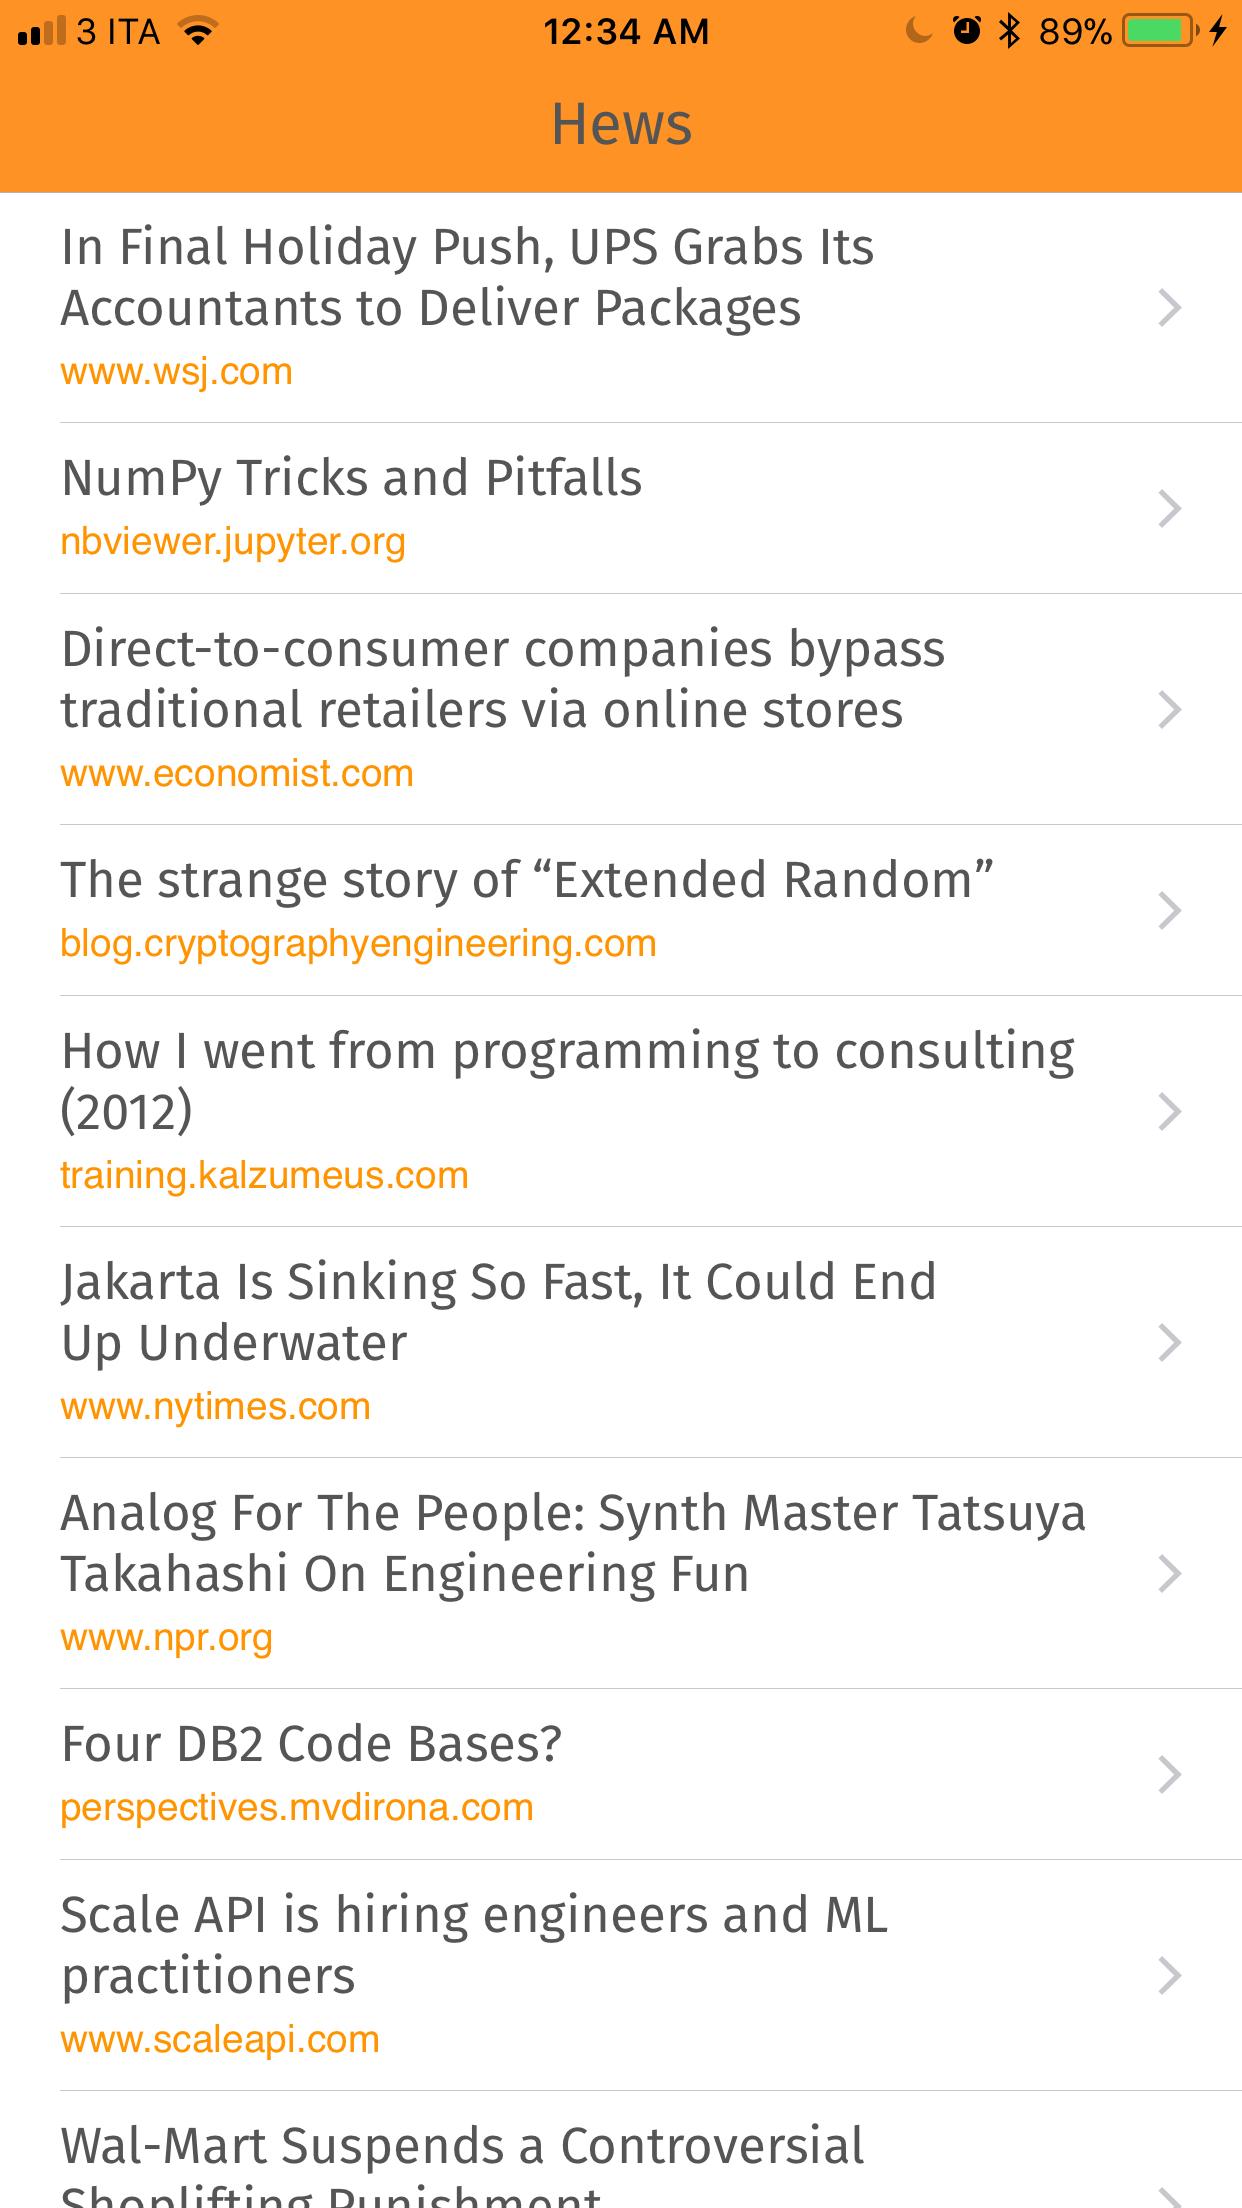 3 ITA 12:34 AM 89%
Hews
In Final Holiday Push, UPS Grabs Its
Accountants to Deliver Packages
www.wsj.com
NumPy Tricks and Pitfalls
nbviewer.jupyter.org
Direct-to-consumer companies bypass
traditional retailers via online stores
www.economist.com
The strange story of “Extended Random”
blog.cryptographyengineering.com
How I went from programming to consulting
(2012)
training.kalzumeus.com
Jakarta Is Sinking So Fast, It Could End
Up Underwater
www.nytimes.com
Analog For The People: Synth Master Tatsuya
Takahashi On Engineering Fun
www.npr.org
Four DB2 Code Bases?
perspectives.mvdirona.com
Scale API is hiring engineers and ML
practitioners
www.scaleapi.com
Wal-Mart Suspends a Controversial
Shoplifting Punishment